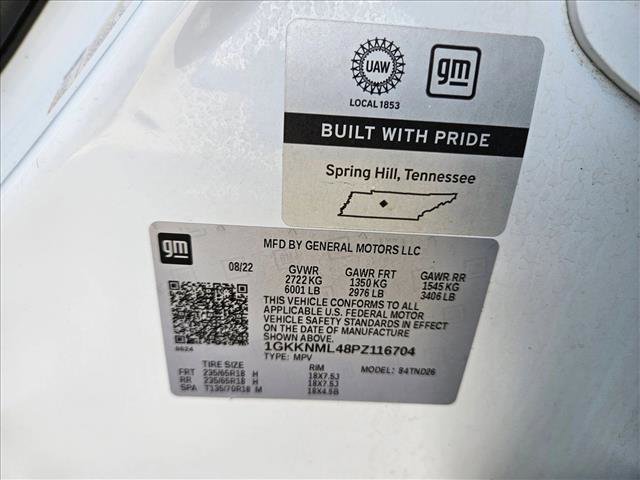 UAW
gm
LOCAL 1853
BUILT WITH PRIDE
Spring Hill, Tennessee
gm
MFD BY GENERAL MOTORS LLC
08/22 GVWR GAWR FRT GAWR RR
2722 KG 1350 KG 1545 KG
6001 LB 2976 LB 3406 LB
THIS VEHICLE CONFORMS TO ALL
APPLICABLE U.S. FEDERAL MOTOR
VEHICLE SAFETY STANDARDS IN EFFECT
ON THE DATE OF MANUFACTURE
SHOWN ABOVE.
1GKKNML48PZ116704
TYPE: MPV MODEL: 84TND26
TIRE SIZE RIM
FRT 235/65R18 H 18X7.5J
RR 235/65R18 H 18X7.5J
SPA T135/70R18 M 18X4.5B